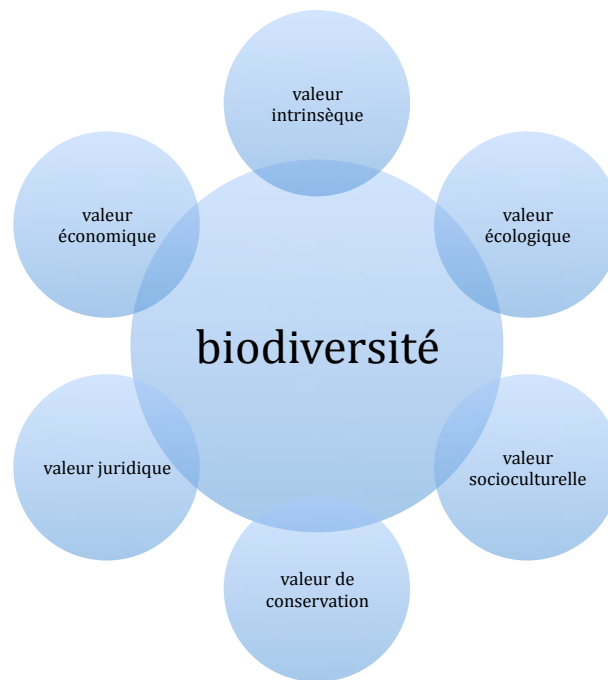 valeur
intrinsèque
valeur
économique
valeur
écologique
biodiversité
valeur juridique
valeur
socioculturelle
valeur de
conservation